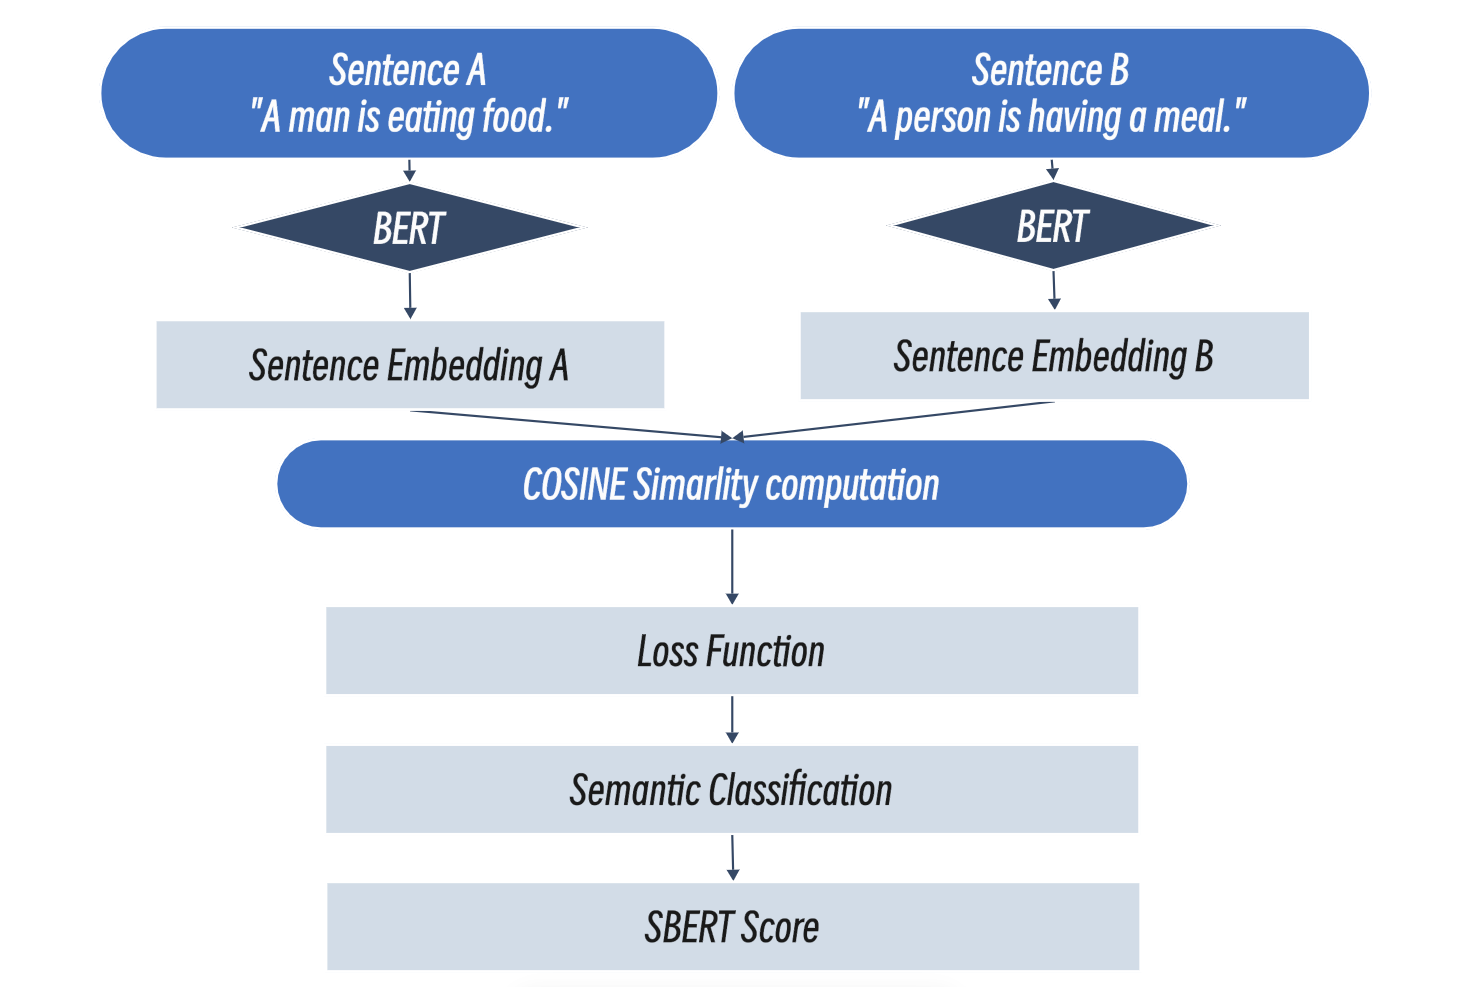 Sentence A
"A man is eating food."
Sentence B
"A person is having a meal."
BERT
BERT
Sentence Embedding A
Sentence Embedding B
COSINE Simarlity computation
Loss Function
Semantic Classification
SBERT Score